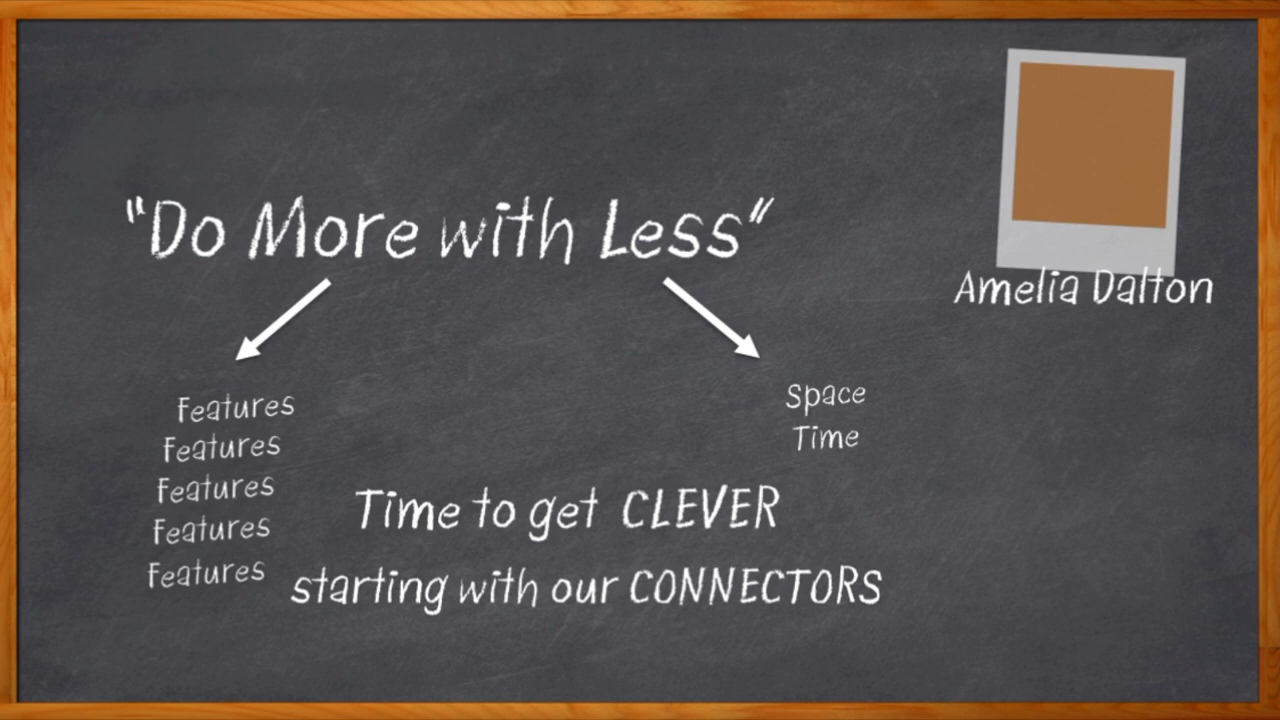 "Do More with Less"
Amelia Dalton
Features
Features
Features
Features
Features
Space
Time
Time to get CLEVER
starting with our CONNECTORS